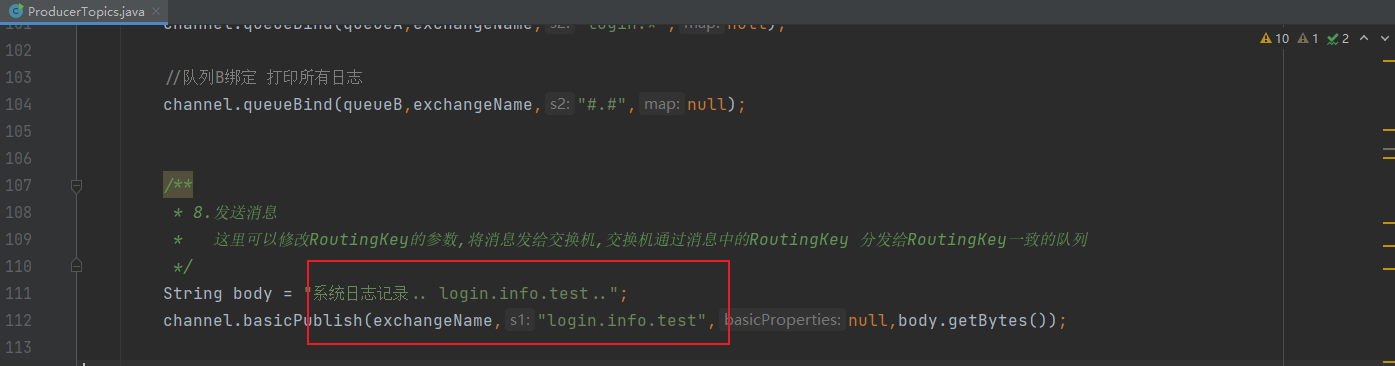 ProducerTopics.java ×
101 channel.queueBind(queueA,exchangeName, s2: "login.*", map: null);
10 1 2
102
103 //队列B绑定 打印所有日志
104 channel.queueBind(queueB,exchangeName, s2: "#.#", map: null);
105
106
107 /**
108 * 8.发送消息
109 * 这里可以修改RoutingKey的参数,将消息发给交换机,交换机通过消息中的RoutingKey 分发给RoutingKey一致的队列
110 */
111 String body = "系统日志记录.. login.info.test..";
112 channel.basicPublish(exchangeName, s1: "login.info.test", basicProperties: null,body.getBytes());
113